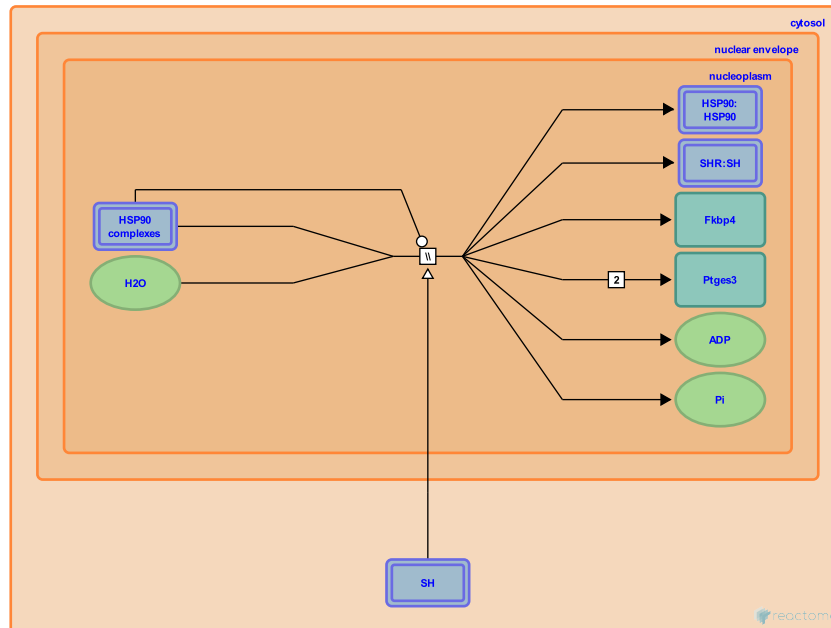 cytosol
nuclear envelope
nucleoplasm
HSP90:
HSP90
SHR:SH
HSP90
complexes
Fkbp4
\\
H2O
2
Ptges3
ADP
Pi
SH
reactome